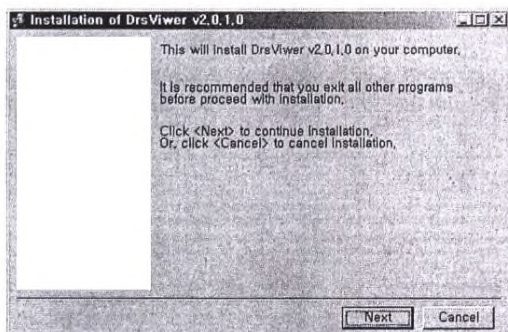 Installation of DrsViwer v2,0,1,0
This will install DrsViwer v2,0,1,0 on your computer,
It is recommended that you exit all other programs
before proceed with installation,
Click <Next> to continue installation,
Or, click <Cancel> to cancel installation,
Next
Cancel